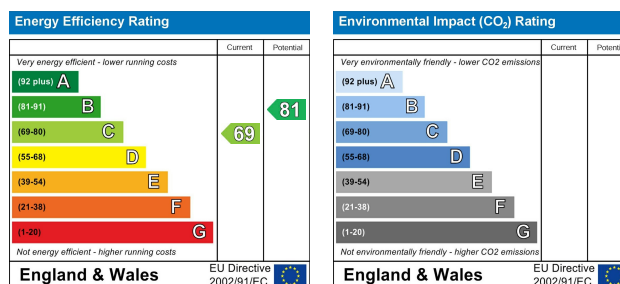 Energy Efficiency Rating
Current Potential
Very energy efficient - lower running costs
(92 plus) A
(81-91) B
81
(69-80) C
69
(55-68) D
(39-54) E
(21-38) F
(1-20) G
Not energy efficient - higher running costs
England & Wales
EU Directive
2002/91/EC
Environmental Impact (CO2) Rating
Current Potenti
Very environmentally friendly - lower CO2 emissions
(92 plus) A
(81-91) B
(69-80) C
(55-68) D
(39-54) E
(21-38) F
(1-20) G
Not environmentally friendly - higher CO2 emissions
England & Wales
EU Directive
2002/91/EC